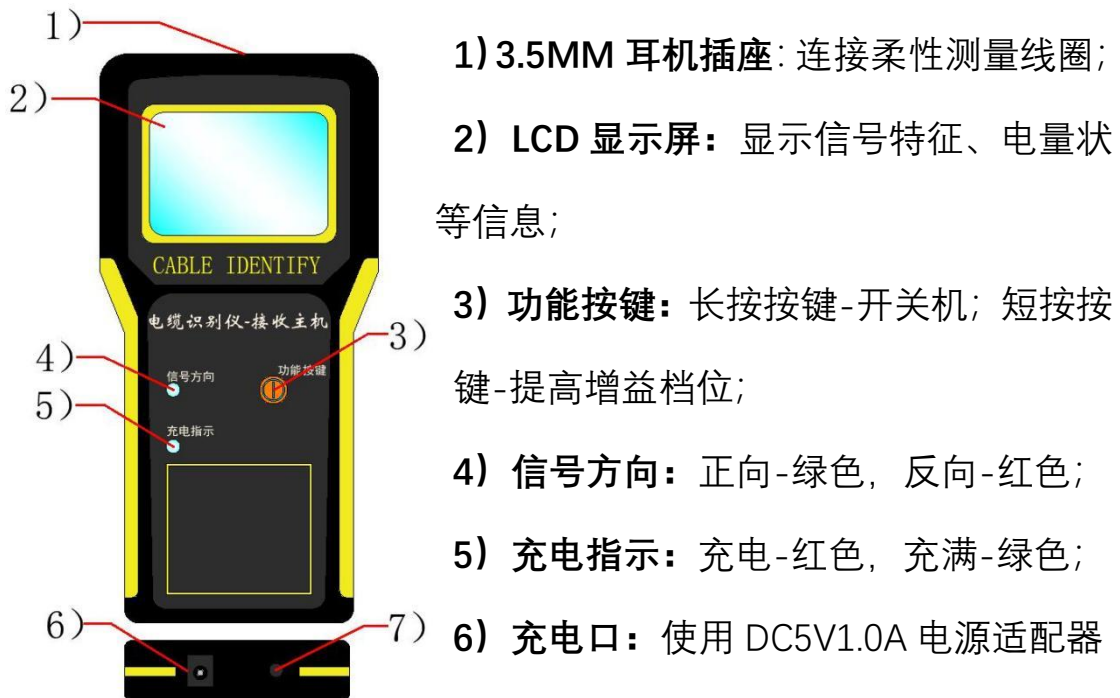 1)
2)
CABLE IDENTIFY
电缆识别仪-接收主机
3)
4)
信号方向
功能按键
5)
充电指示
6)
7)
1) 3.5MM 耳机插座: 连接柔性测量线圈;
2) LCD 显示屏：显示信号特征、电量状
等信息;
3) 功能按键：长按按键-开关机；短按按
键-提高增益档位;
4) 信号方向：正向-绿色，反向-红色;
5) 充电指示：充电-红色，充满-绿色;
6) 充电口：使用 DC5V1.0A 电源适配器